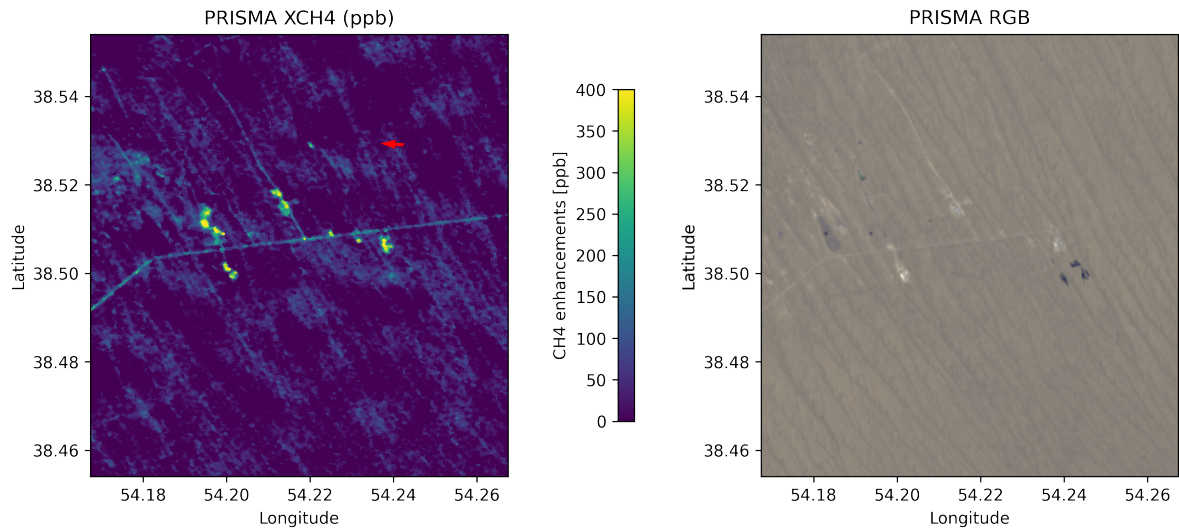 PRISMA XCH4 (ppb)
38.54
38.52
38.50
38.48
38.46
Latitude
54.18 54.20 54.22 54.24 54.26
Longitude
400
350
300
250
200
150
100
50
0
CH4 enhancements [ppb]
PRISMA RGB
38.54
38.52
38.50
38.48
38.46
Latitude
54.18 54.20 54.22 54.24 54.26
Longitude